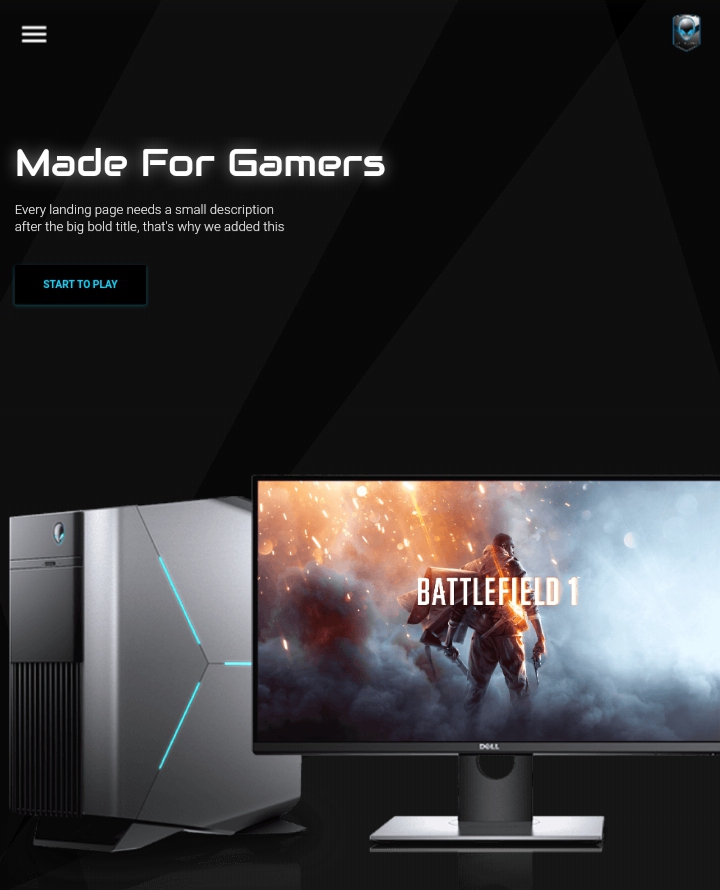 Made For Gamers
Every landing page needs a small description
after the big bold title, that's why we added this
START TO PLAY
BATTLEFIELD 1
DELL